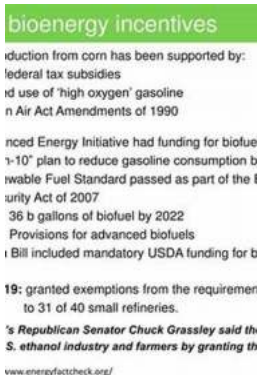 bioenergy incentives
duction from corn has been supported by:
federal tax subsidies
ed use of 'high oxygen' gasoline
n Air Act Amendments of 1990
nced Energy Initiative had funding for biofue
n-10" plan to reduce gasoline consumption b
ewable Fuel Standard passed as part of the E
urity Act of 2007
36 b gallons of biofuel by 2022
Provisions for advanced biofuels
Bill included mandatory USDA funding for b
19: granted exemptions from the requiremen
to 31 of 40 small refineries.
's Republican Senator Chuck Grassley said th
S. ethanol industry and farmers by granting th
www.energyfactcheck.org/